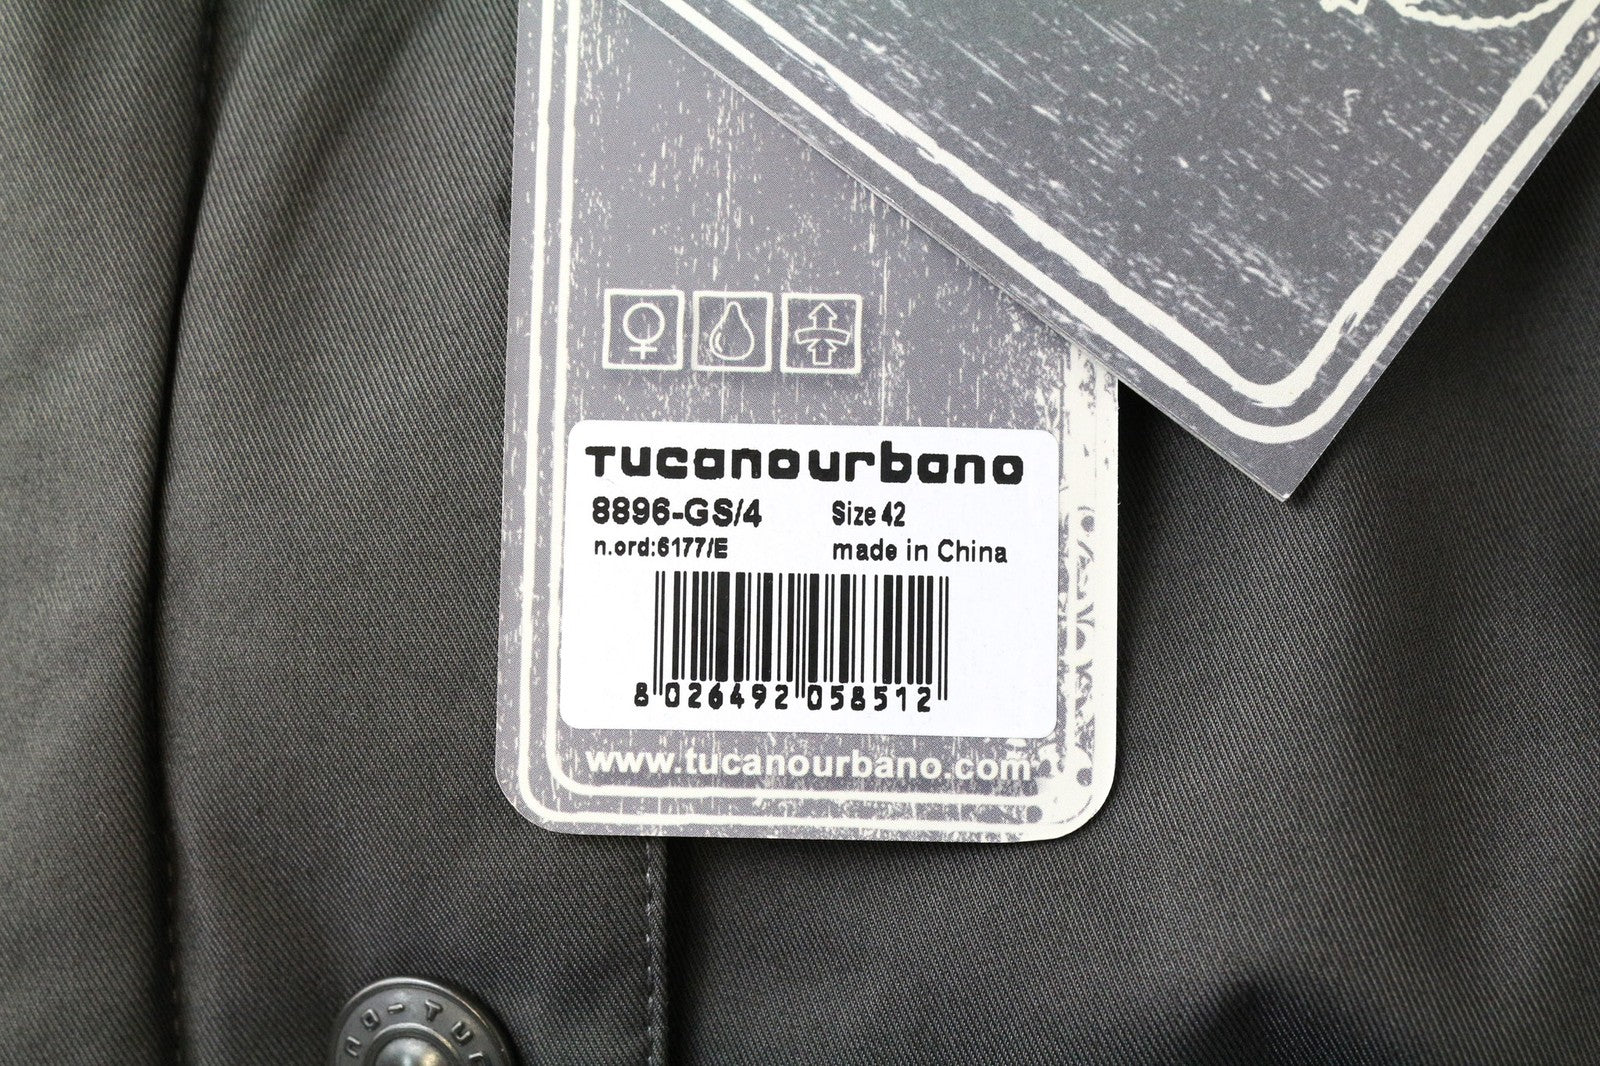 TUCANOURBANO
8896-GS/4 Size 42
n.ord:6177/E made in China
8 026492 058512
www.tucanourbano.com